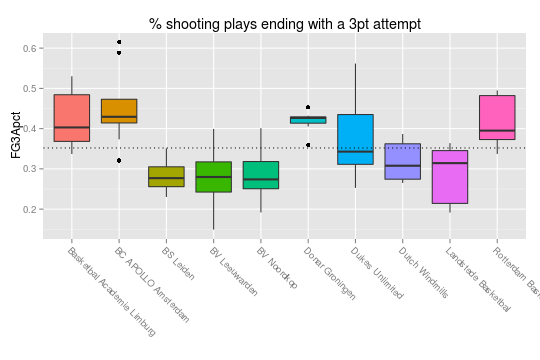 % shooting plays ending with a 3pt attempt
FG3Apct
0.6
0.5
0.4
0.3
0.2
Basketbal Academie Limburg
BC APOLLO Amsterdam
BS Leiden
BV Leeuwarden
BV Noordkop
Donar Groningen
Dukes Unlimited
Dutch Windmills
Landstede Basketbal
Rotterdam Bas